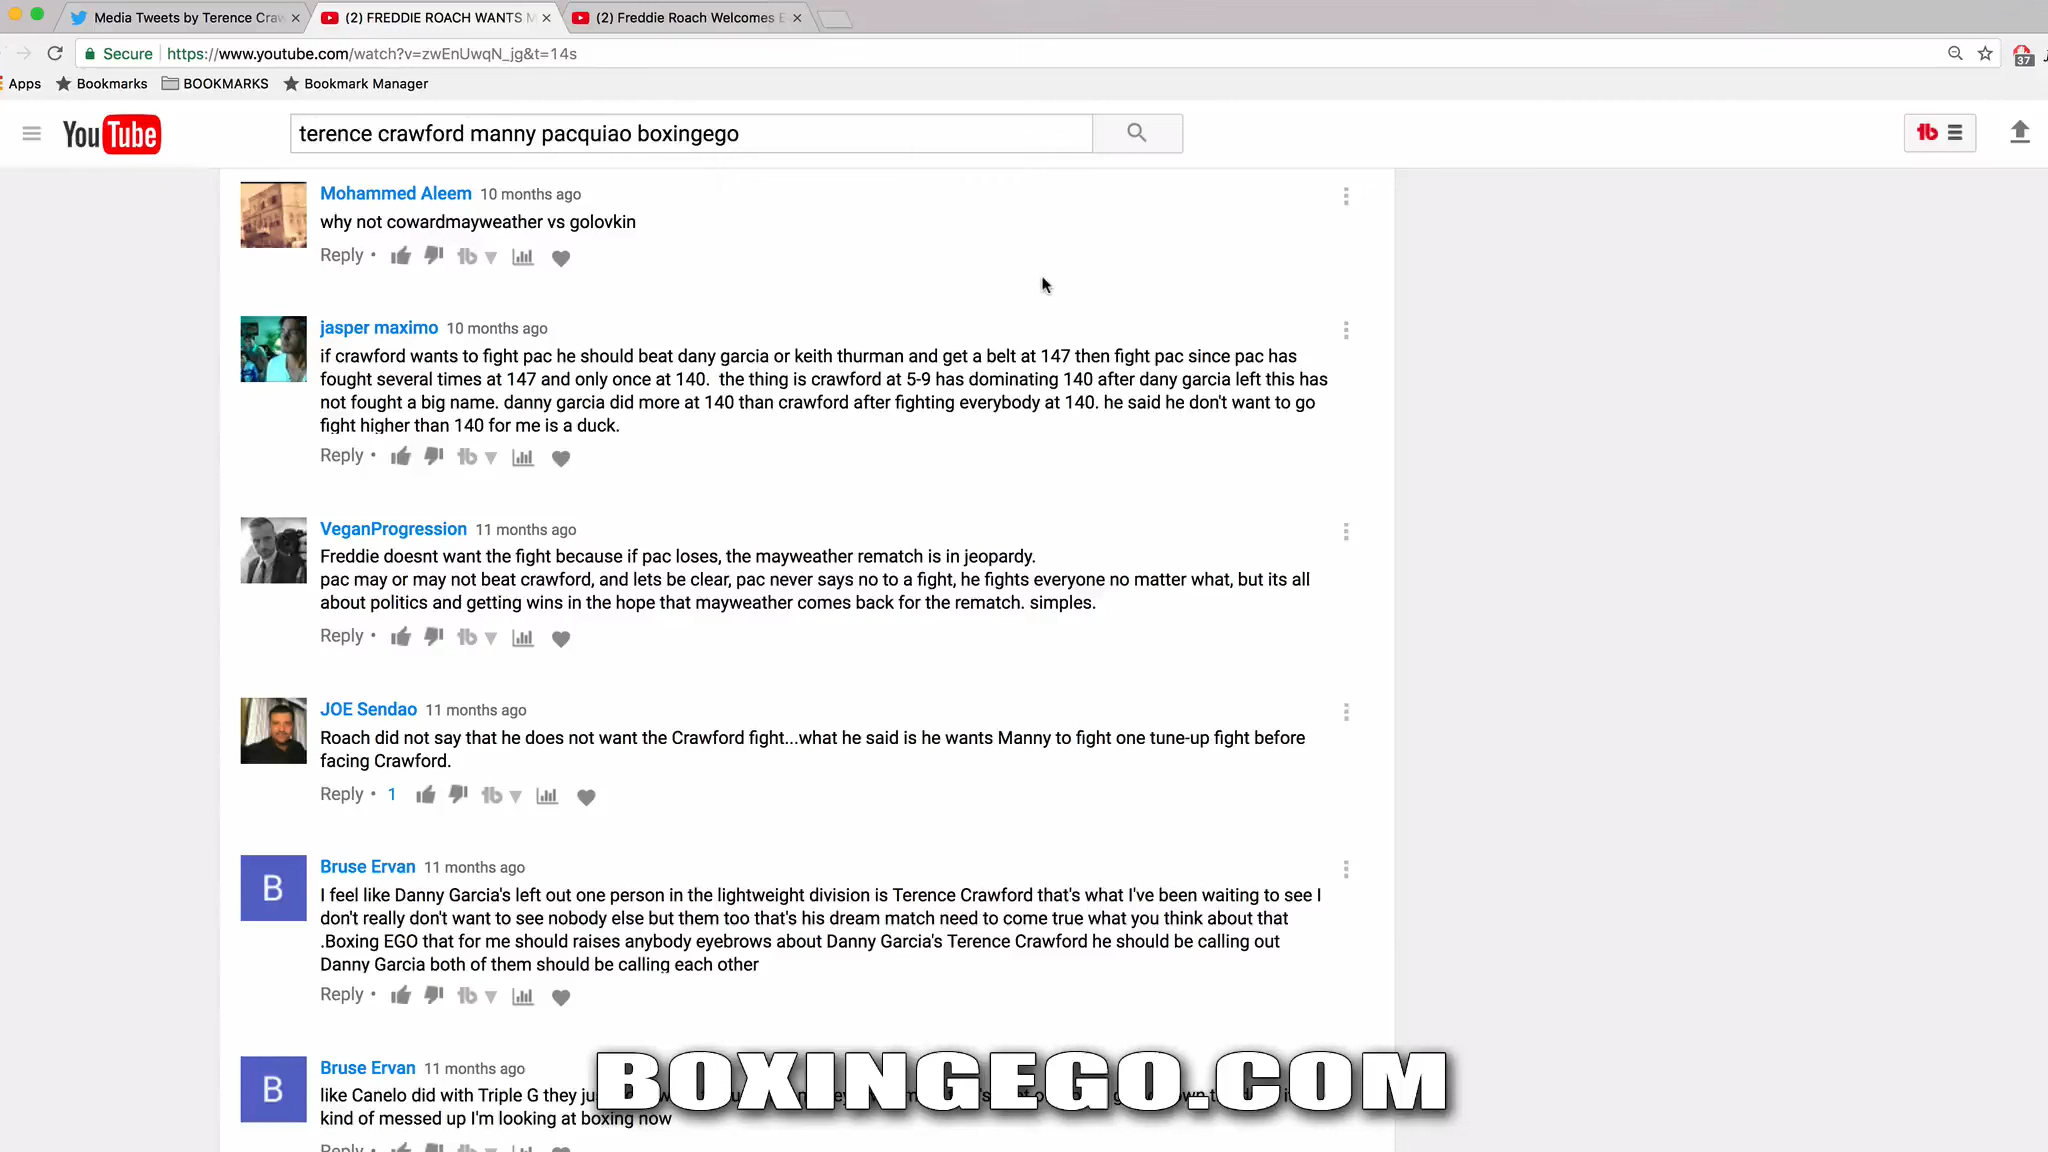 Media Tweets by Terence Craw
(2) FREDDIE ROACH WANTS M
(2) Freddie Roach Welcomes E
Secure
https://www.youtube.com/watch?v=zwEnUwqN_jg&t=14s
37
Apps
Bookmarks
BOOKMARKS
Bookmark Manager
YouTube
terence crawford manny pacquiao boxingego
Mohammed Aleem 10 months ago
why not cowardmayweather vs golovkin
Reply
jasper maximo 10 months ago
if crawford wants to fight pac he should beat dany garcia or keith thurman and get a belt at 147 then fight pac since pac has
fought several times at 147 and only once at 140.  the thing is crawford at 5-9 has dominating 140 after dany garcia left this has
not fought a big name. danny garcia did more at 140 than crawford after fighting everybody at 140. he said he don't want to go
fight higher than 140 for me is a duck.
Reply
VeganProgression 11 months ago
Freddie doesnt want the fight because if pac loses, the mayweather rematch is in jeopardy.
pac may or may not beat crawford, and lets be clear, pac never says no to a fight, he fights everyone no matter what, but its all
about politics and getting wins in the hope that mayweather comes back for the rematch. simples.
Reply
JOE Sendao 11 months ago
Roach did not say that he does not want the Crawford fight...what he said is he wants Manny to fight one tune-up fight before
facing Crawford.
Reply • 1
B
Bruse Ervan 11 months ago
I feel like Danny Garcia's left out one person in the lightweight division is Terence Crawford that's what I've been waiting to see I
don't really don't want to see nobody else but them too that's his dream match need to come true what you think about that
.Boxing EGO that for me should raises anybody eyebrows about Danny Garcia's Terence Crawford he should be calling out
Danny Garcia both of them should be calling each other
Reply
B
Bruse Ervan 11 months ago
like Canelo did with Triple G they
kind of messed up I'm looking at boxing now
Reply
BOXINGEGO.COM